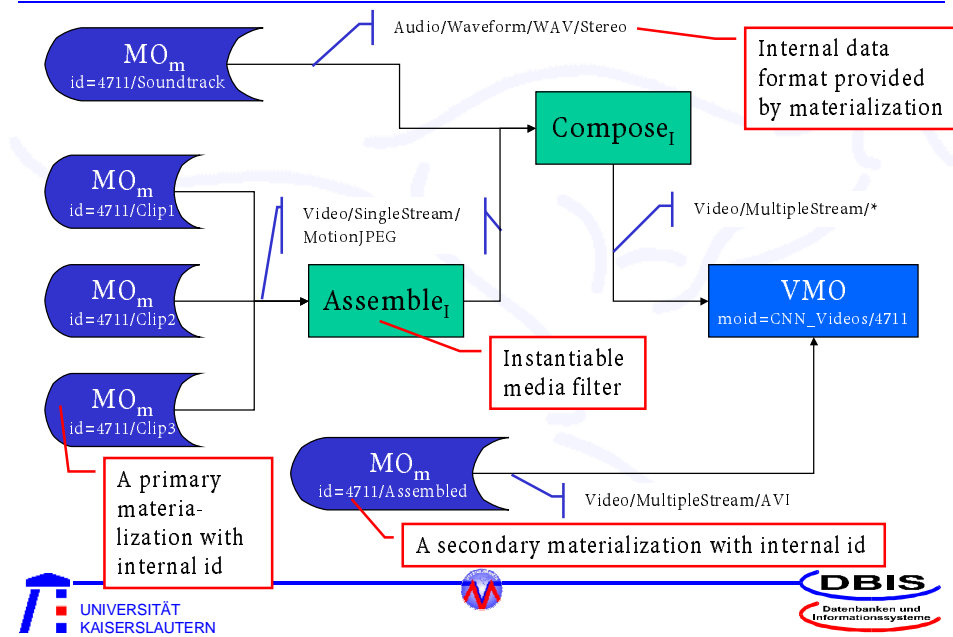 MOm
id=4711/Soundtrack
Audio/Waveform/WAV/Stereo
Internal data
format provided
by materialization
ComposeI
MOm
id=4711/Clip1
Video/SingleStream/
MotionJPEG
Video/MultipleStream/*
MOm
id=4711/Clip2
AssembleI
VMO
moid=CNN_Videos/4711
Instantiable
media filter
MOm
id=4711/Clip3
MOm
id=4711/Assembled
Video/MultipleStream/AVI
A primary
materia-
lization with
internal id
A secondary materialization with internal id
UNIVERSITÄT
KAISERSLAUTERN
DBIS
Datenbanken und
Informationssysteme